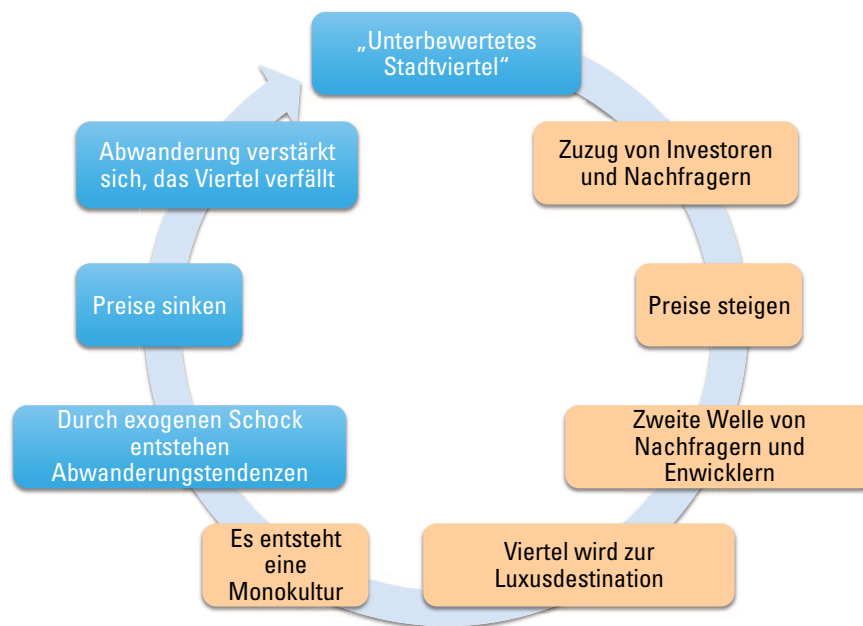 „Unterbewertetes
Stadtviertel“
Zuzug von Investoren
und Nachfragern
Preise steigen
Zweite Welle von
Nachfragern und
Enwicklern
Viertel wird zur
Luxusdestination
Es entsteht
eine
Monokultur
Durch exogenen Schock
entstehen
Abwanderungstendenzen
Preise sinken
Abwanderung verstärkt
sich, das Viertel verfällt